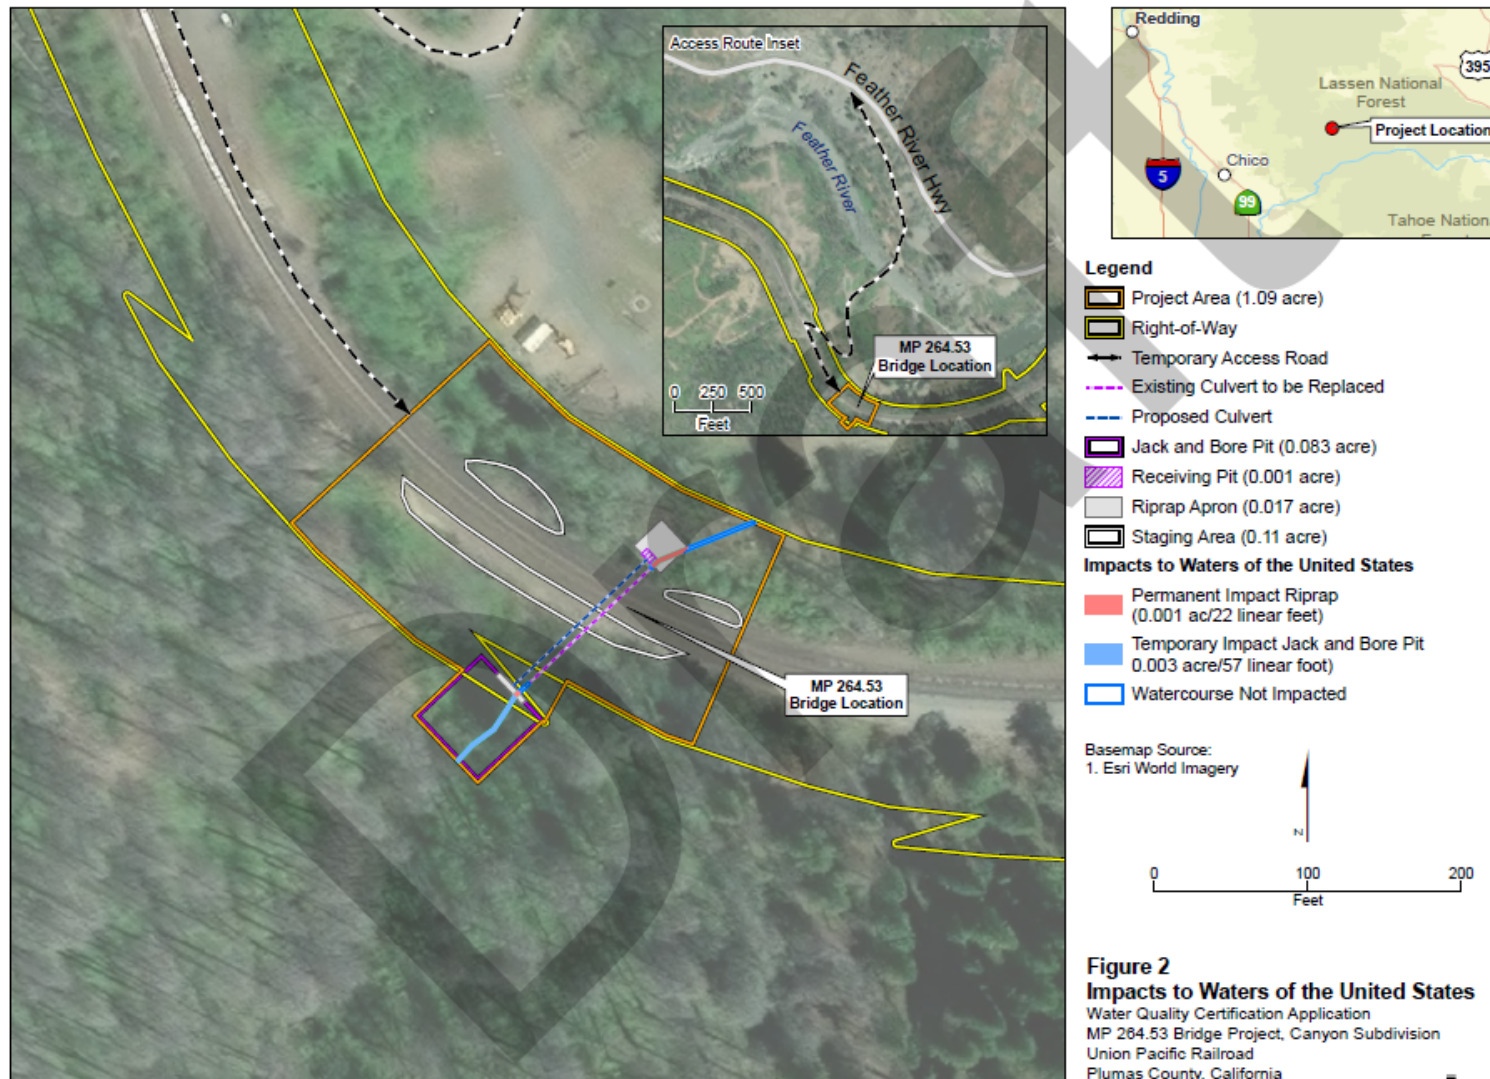 Access Route Inset
Feather River Hwy
Feather River
MP 264.53
Bridge Location
0 250 500
Feet
MP 264.53
Bridge Location
Redding
395
Lassen National
Forest
Project Location
Chico
5
99
Tahoe Nation
Legend
Project Area (1.09 acre)
Right-of-Way
Temporary Access Road
Existing Culvert to be Replaced
Proposed Culvert
Jack and Bore Pit (0.083 acre)
Receiving Pit (0.001 acre)
Riprap Apron (0.017 acre)
Staging Area (0.11 acre)
Impacts to Waters of the United States
Permanent Impact Riprap
(0.001 ac/22 linear feet)
Temporary Impact Jack and Bore Pit
0.003 acre/57 linear foot)
Watercourse Not Impacted
Basemap Source:
1. Esri World Imagery
N
0 100 200
Feet
Figure 2
Impacts to Waters of the United States
Water Quality Certification Application
MP 264.53 Bridge Project, Canyon Subdivision
Union Pacific Railroad
Plumas County, California